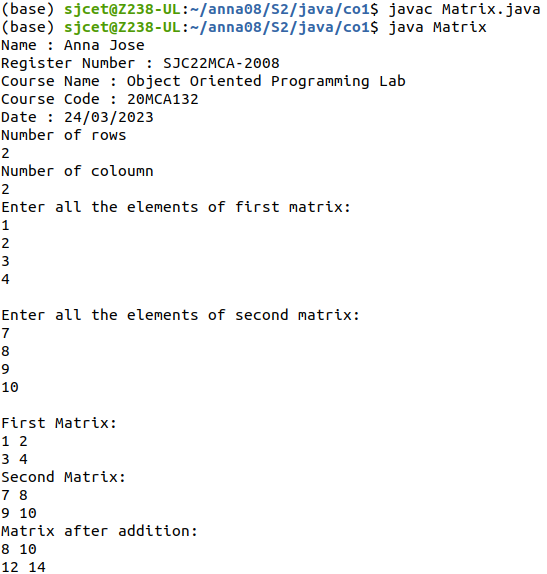 (base) sjcet@Z238-UL:~/anna08/S2/java/co1$ javac Matrix.java
(base) sjcet@Z238-UL:~/anna08/S2/java/co1$ java Matrix
Name : Anna Jose
Register Number : SJC22MCA-2008
Course Name : Object Oriented Programming Lab
Course Code : 20MCA132
Date : 24/03/2023
Number of rows
2
Number of coloumn
2
Enter all the elements of first matrix:
1
2
3
4

Enter all the elements of second matrix:
7
8
9
10

First Matrix:
1 2
3 4
Second Matrix:
7 8
9 10
Matrix after addition:
8 10
12 14